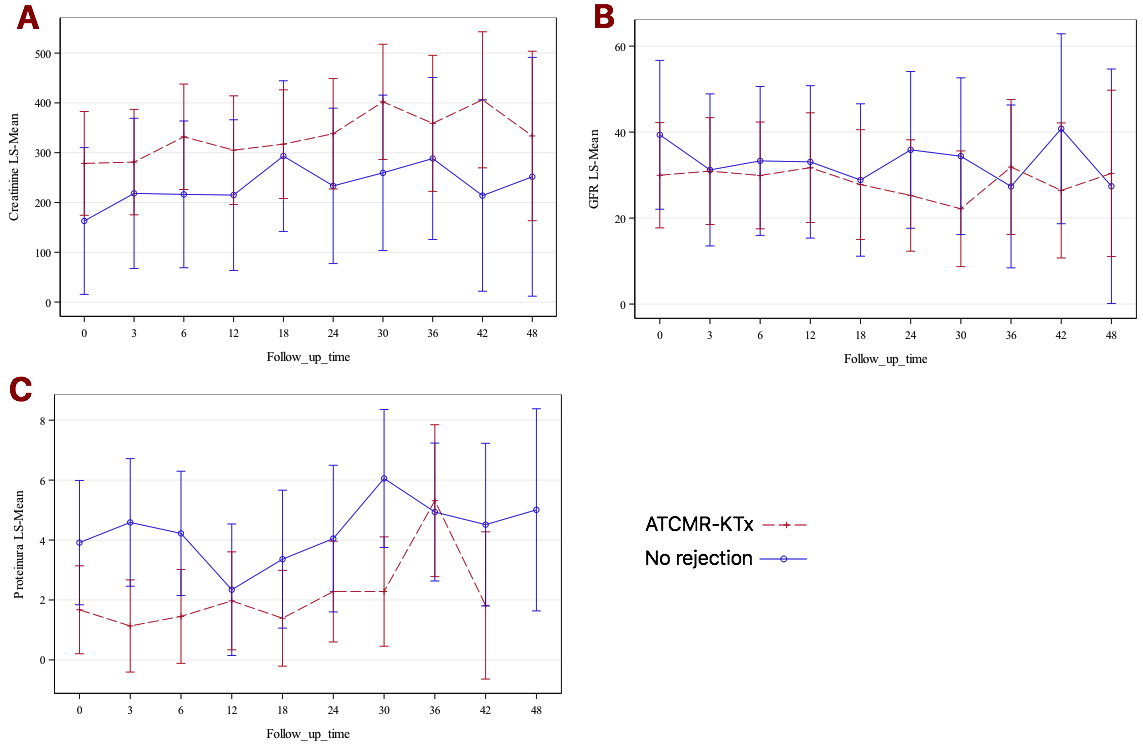 A
Creatinine LS-Mean
500
400
300
200
100
0
0 3 6 12 18 24 30 36 42 48
Follow_up_time
B
GFR LS-Mean
60
40
20
0
0 3 6 12 18 24 30 36 42 48
Follow_up_time
C
Proteinura LS-Mean
8
6
4
2
0
0 3 6 12 18 24 30 36 42 48
Follow_up_time
ATCMR-KTx
No rejection